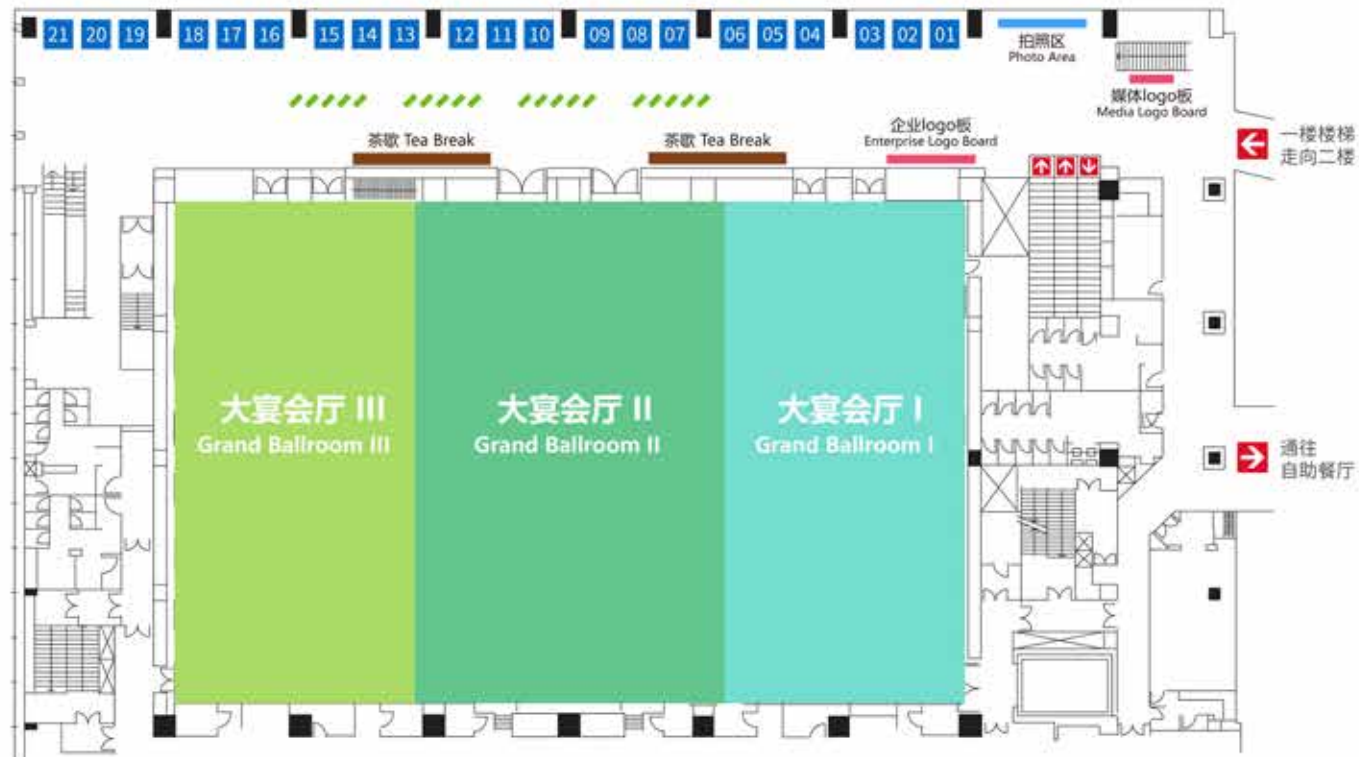 21 20 19 18 17 16 15 14 13 12 11 10 09 08 07 06 05 04 03 02 01
拍照区
Photo Area
媒体logo板
Media Logo Board
企业logo板
Enterprise Logo Board
茶歇 Tea Break
茶歇 Tea Break
一楼楼梯
走向二楼
大宴会厅 III
Grand Ballroom III
大宴会厅 II
Grand Ballroom II
大宴会厅 I
Grand Ballroom I
通往
自助餐厅